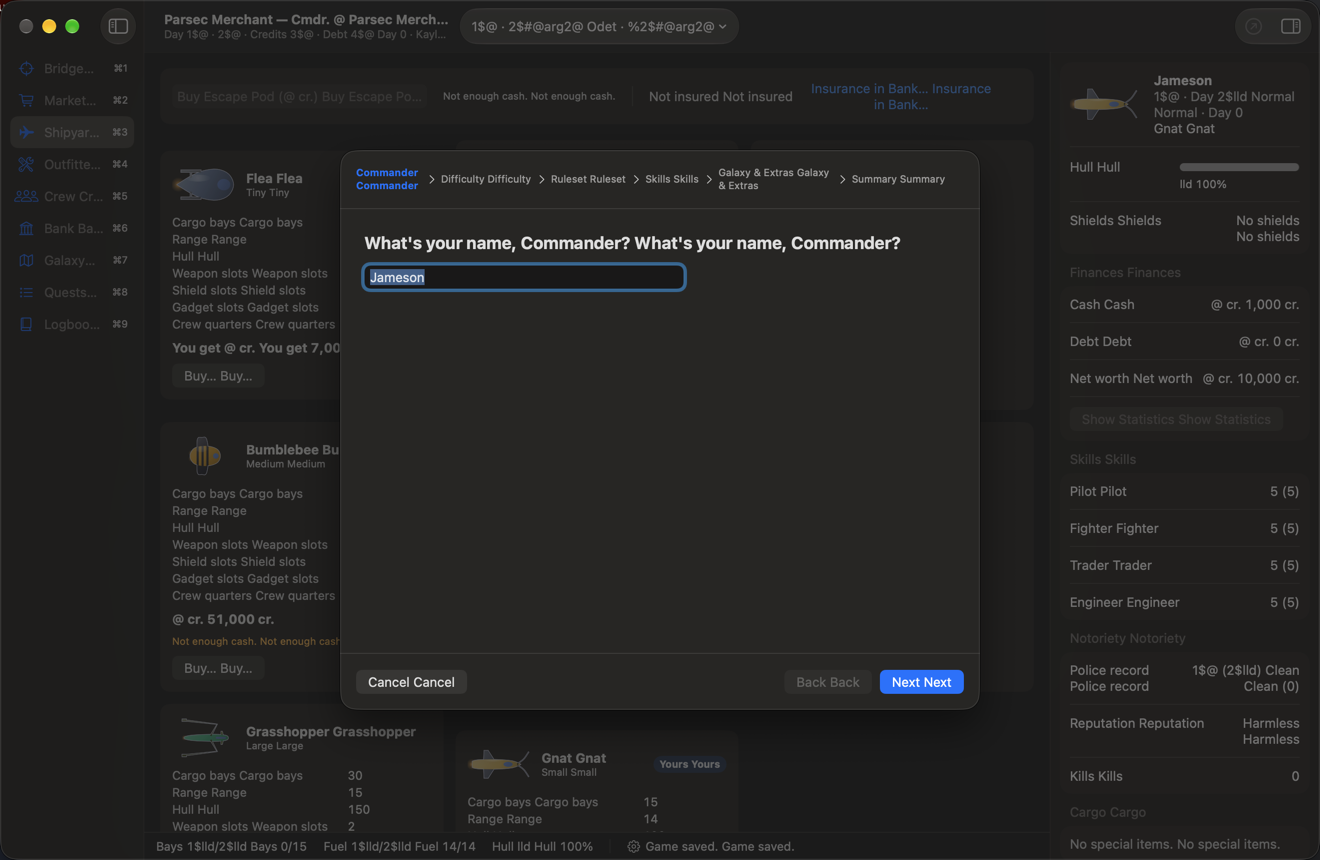 Parsec Merchant — Cmdr. @ Parsec Merch...
Day 1$@ · 2$@ · Credits 3$@ · Debt 4$@ Day 0 · Kayl...
1$@ · 2$#@arg2@ Odet · %2$#@arg2@
Bridge... ⌘1
Market... ⌘2
Shipyar... ⌘3
Outfitte... ⌘4
Crew Cr... ⌘5
Bank Ba... ⌘6
Galaxy... ⌘7
Quests... ⌘8
Logboo... ⌘9
Buy Escape Pod (@ cr.) Buy Escape Po...
Not enough cash. Not enough cash.
Not insured Not insured
Insurance in Bank... Insurance
in Bank...
Flea Flea
Tiny Tiny
Cargo bays Cargo bays
Range Range
Hull Hull
Weapon slots Weapon slots
Shield slots Shield slots
Gadget slots Gadget slots
Crew quarters Crew quarters
You get @ cr. You get 7,00
Buy... Buy...
Bumblebee Bu
Medium Medium
Cargo bays Cargo bays
Range Range
Hull Hull
Weapon slots Weapon slots
Shield slots Shield slots
Gadget slots Gadget slots
Crew quarters Crew quarters
@ cr. 51,000 cr.
Not enough cash. Not enough cash
Buy... Buy...
Grasshopper Grasshopper
Large Large
Cargo bays Cargo bays 30
Range Range 15
Hull Hull 150
Weapon slots Weapon slots 2
Gnat Gnat
Small Small
Yours Yours
Cargo bays Cargo bays 15
Range Range 14
Commander
Commander
Difficulty Difficulty
Ruleset Ruleset
Skills Skills
Galaxy & Extras Galaxy
& Extras
Summary Summary
What's your name, Commander? What's your name, Commander?
Jameson
Cancel Cancel
Back Back
Next Next
Jameson
1$@ · Day 2$lld Normal
Normal · Day 0
Gnat Gnat
Hull Hull
lld 100%
Shields Shields No shields
No shields
Finances Finances
Cash Cash @ cr. 1,000 cr.
Debt Debt @ cr. 0 cr.
Net worth Net worth @ cr. 10,000 cr.
Show Statistics Show Statistics
Skills Skills
Pilot Pilot 5 (5)
Fighter Fighter 5 (5)
Trader Trader 5 (5)
Engineer Engineer 5 (5)
Notoriety Notoriety
Police record 1$@ (2$lld) Clean
Police record Clean (0)
Reputation Reputation Harmless
Harmless
Kills Kills 0
Cargo Cargo
No special items. No special items.
Bays 1$lld/2$lld Bays 0/15
Fuel 1$lld/2$lld Fuel 14/14
Hull lld Hull 100%
Game saved. Game saved.